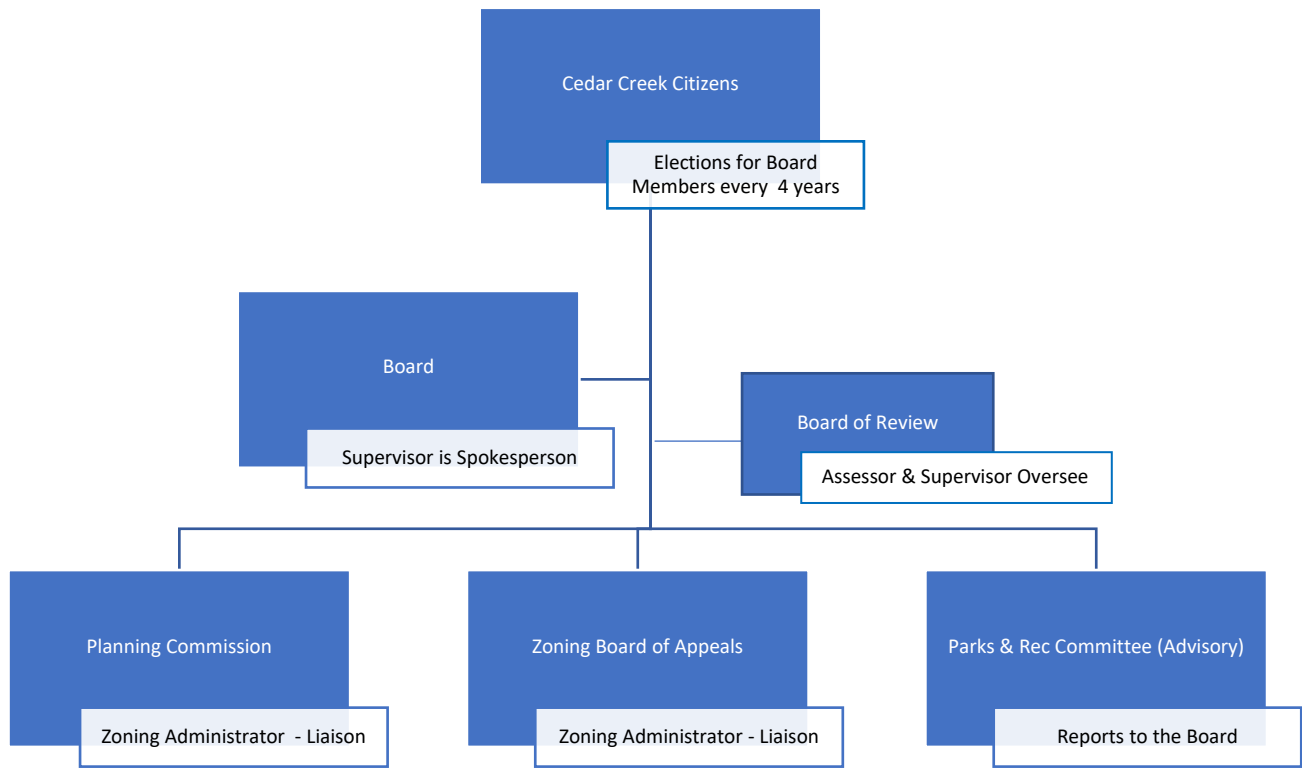 Cedar Creek Citizens
Elections for Board
Members every  4 years
Board
Supervisor is Spokesperson
Board of Review
Assessor & Supervisor Oversee
Planning Commission
Zoning Administrator  - Liaison
Zoning Board of Appeals
Zoning Administrator - Liaison
Parks & Rec Committee (Advisory)
Reports to the Board